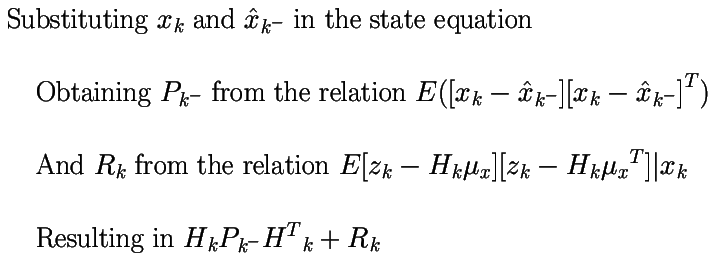 Substituting $x_k$ and $\hat{x}_{k^-}$ in the state equation
Obtaining $P_{k^-}$ from the relation $E([x_k - \hat{x}_{k^-}][x_k - \hat{x}_{k^-}]^T)$
And $R_k$ from the relation $E[z_k - H_k\mu_x][z_k - H_k{\mu_x}^T]|x_k$
Resulting in $H_k P_{k^-} {H^T}_k + R_k$